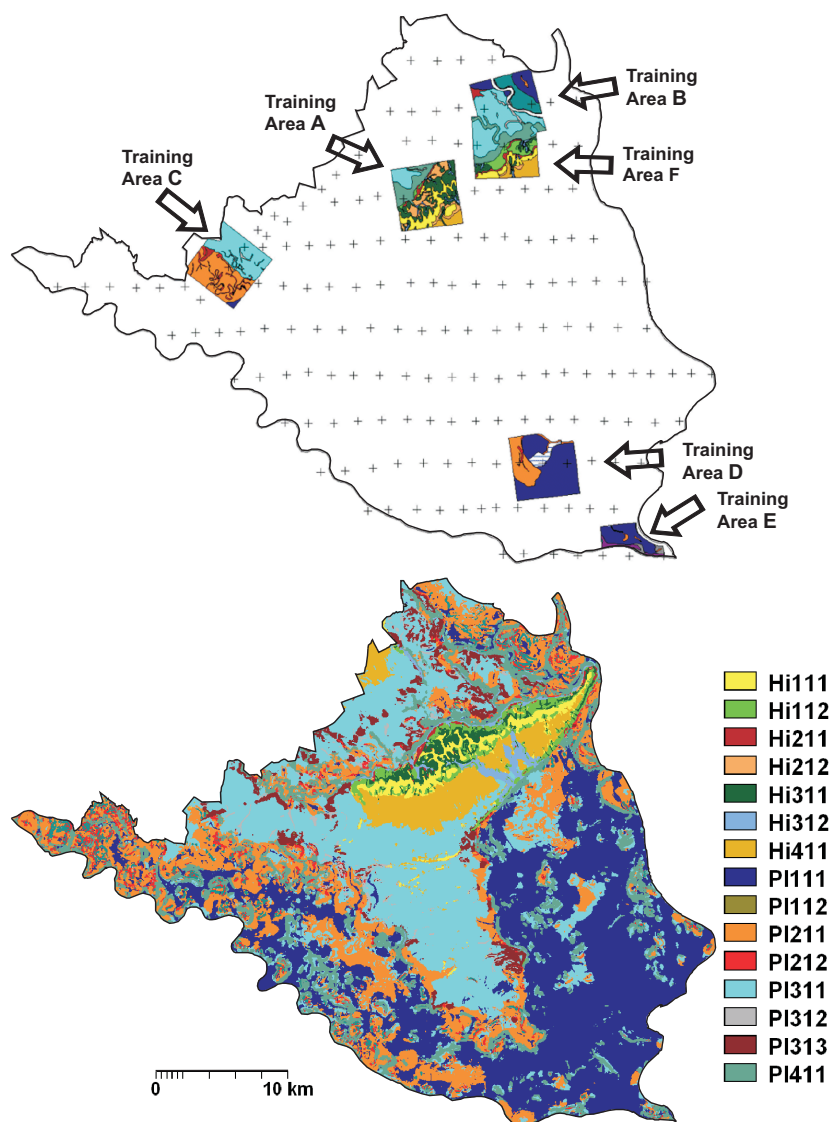 Training
Area B
Training
Area A
Training
Area F
Training
Area C
Training
Area D
Training
Area E
Hi111
Hi112
Hi211
Hi212
Hi311
Hi312
Hi411
Pl111
Pl112
Pl211
Pl212
Pl311
Pl312
Pl313
Pl411
0 10 km